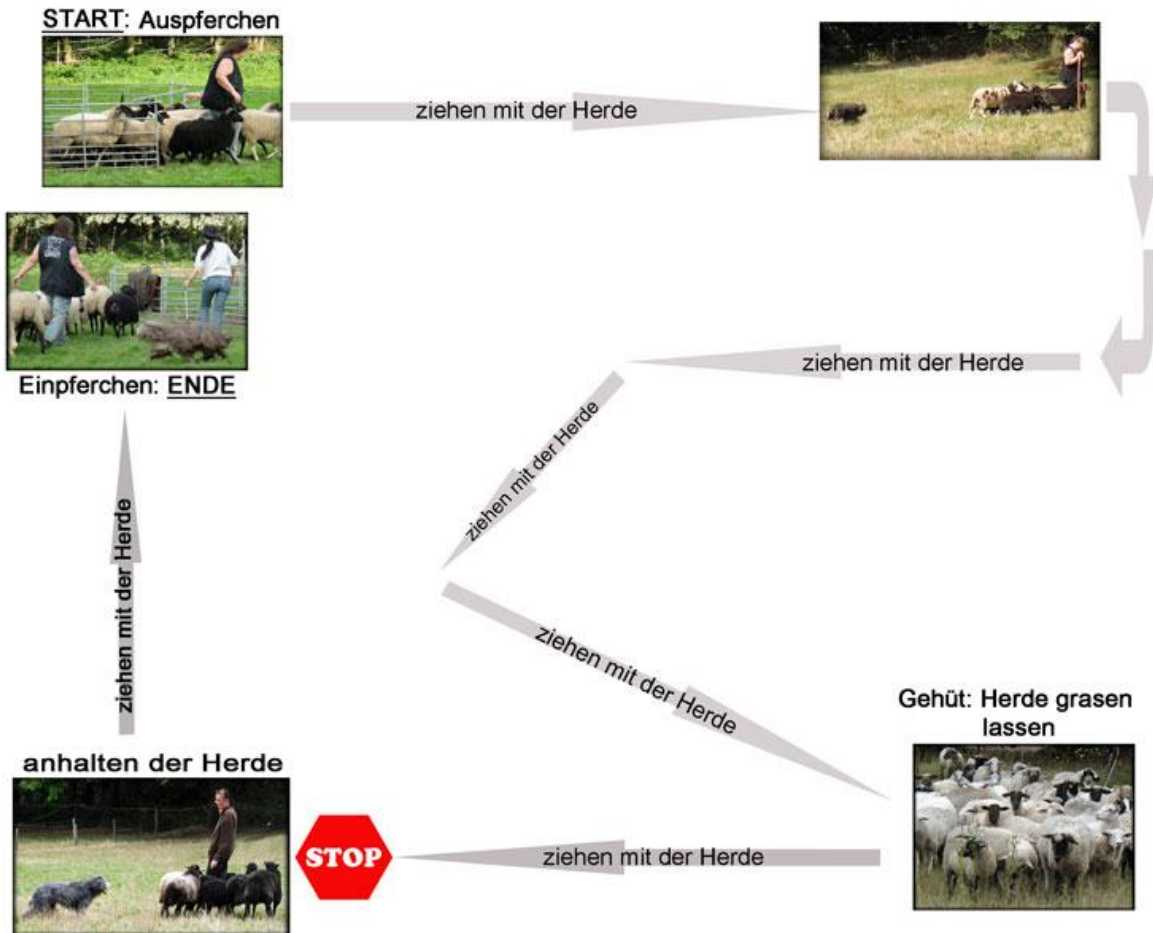 START: Auspferchen
ziehen mit der Herde
ziehen mit der Herde
ziehen mit der Herde
ziehen mit der Herde
Gehüt: Herde grasen
lassen
ziehen mit der Herde
STOP
anhalten der Herde
ziehen mit der Herde
Einpferchen: ENDE